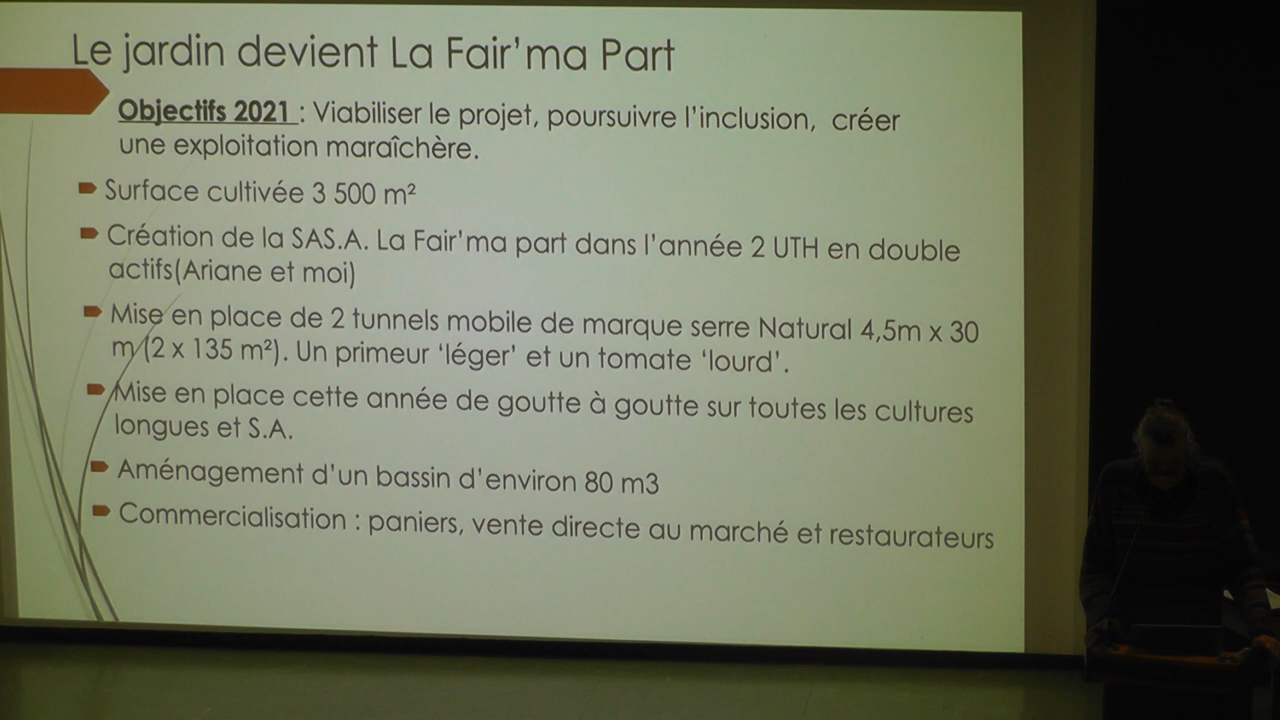 Le jardin devient La Fair'ma Part
Objectifs 2021 : Viabiliser le projet, poursuivre l'inclusion, créer
une exploitation maraîchère.
Surface cultivée 3 500 m²
Création de la SAS.A. La Fair'ma part dans l'année 2 UTH en double
actifs(Ariane et moi)
Mise en place de 2 tunnels mobile de marque serre Natural 4,5m x 30
m (2 x 135 m²). Un primeur 'léger' et un tomate 'lourd'.
Mise en place cette année de goutte à goutte sur toutes les cultures
longues et S.A.
Aménagement d'un bassin d'environ 80 m3
Commercialisation : paniers, vente directe au marché et restaurateurs